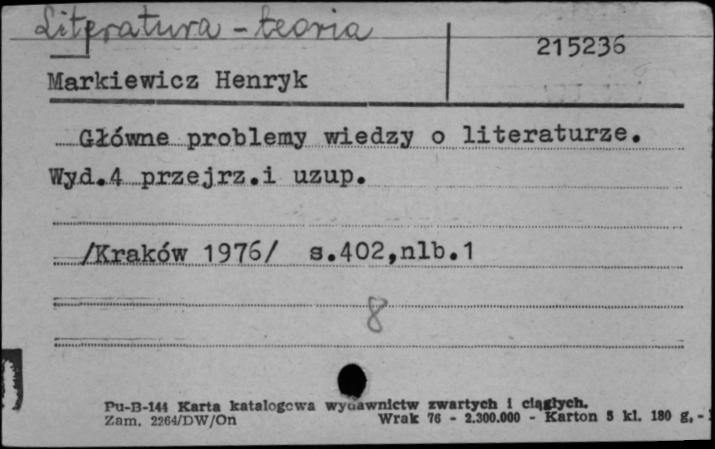 Literatura - teoria
215236
Markiewicz Henryk
Główne problemy wiedzy o literaturze.
Wyd.4 przejrz.i uzup.
/Kraków 1976/ s.402,nlb.1
8
Pu-B-144 Karta katalogowa wydawnictw zwartych i ciągłych.
Zam. 2264/DW/On Wrak 76 - 2.300.000 - Karton 8 kl. 180 g. -